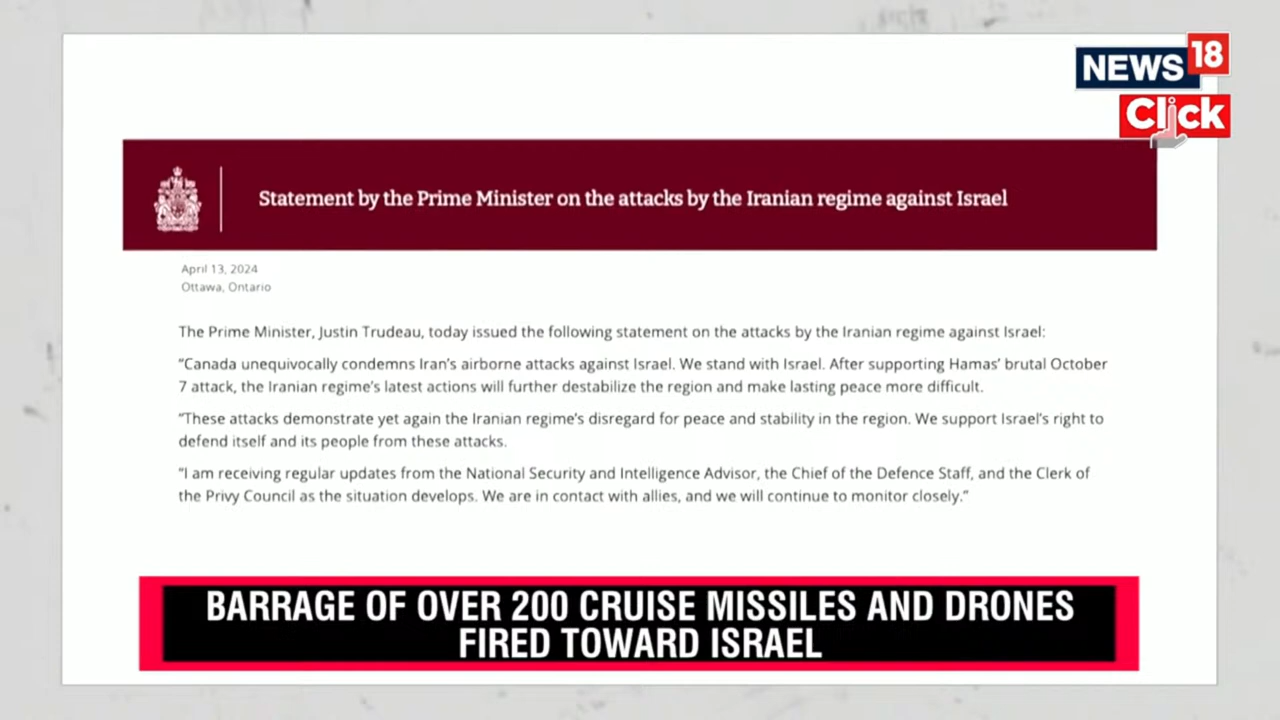 NEWS 18
Click
Statement by the Prime Minister on the attacks by the Iranian regime against Israel
April 13, 2024
Ottawa, Ontario
The Prime Minister, Justin Trudeau, today issued the following statement on the attacks by the Iranian regime against Israel:
“Canada unequivocally condemns Iran’s airborne attacks against Israel. We stand with Israel. After supporting Hamas’ brutal October
7 attack, the Iranian regime’s latest actions will further destabilize the region and make lasting peace more difficult.
“These attacks demonstrate yet again the Iranian regime’s disregard for peace and stability in the region. We support Israel’s right to
defend itself and its people from these attacks.
“I am receiving regular updates from the National Security and Intelligence Advisor, the Chief of the Defence Staff, and the Clerk of
the Privy Council as the situation develops. We are in contact with allies, and we will continue to monitor closely.”
BARRAGE OF OVER 200 CRUISE MISSILES AND DRONES
FIRED TOWARD ISRAEL